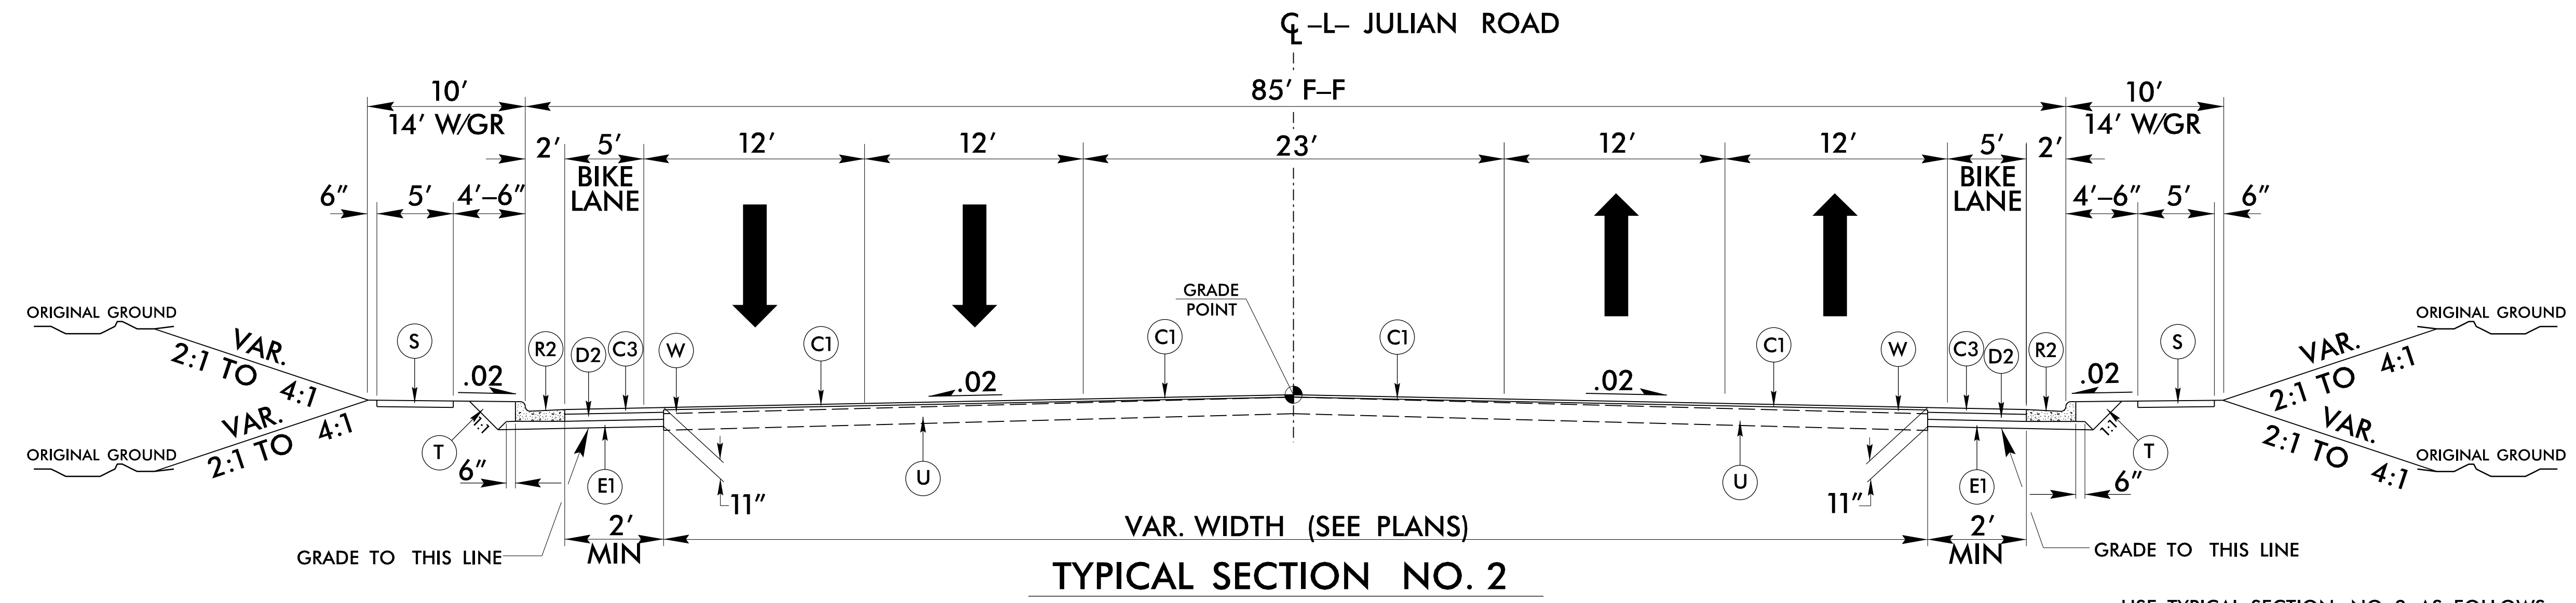 ℄ –L– JULIAN ROAD
10′ 85′ F–F 10′
14′ W/GR 14′ W/GR
2′ 5′ 12′ 12′ 23′ 12′ 12′ 5′ 2′
BIKE BIKE
LANE LANE
6″ 5′ 4′–6″ 4′–6″ 5′ 6″
GRADE
POINT
ORIGINAL GROUND ORIGINAL GROUND
VAR. VAR.
2:1 TO 4:1 2:1 TO 4:1
S R2 D2 C3 W C1 C1 C1 C1 W C3 D2 R2 S
.02 .02 .02 .02
VAR. VAR.
2:1 TO 4:1 2:1 TO 4:1
1:1 1:1
ORIGINAL GROUND ORIGINAL GROUND
T T
6″ E1 U U E1 6″
11″ 11″
2′ VAR. WIDTH (SEE PLANS) 2′
MIN MIN
GRADE TO THIS LINE GRADE TO THIS LINE
TYPICAL SECTION NO. 2